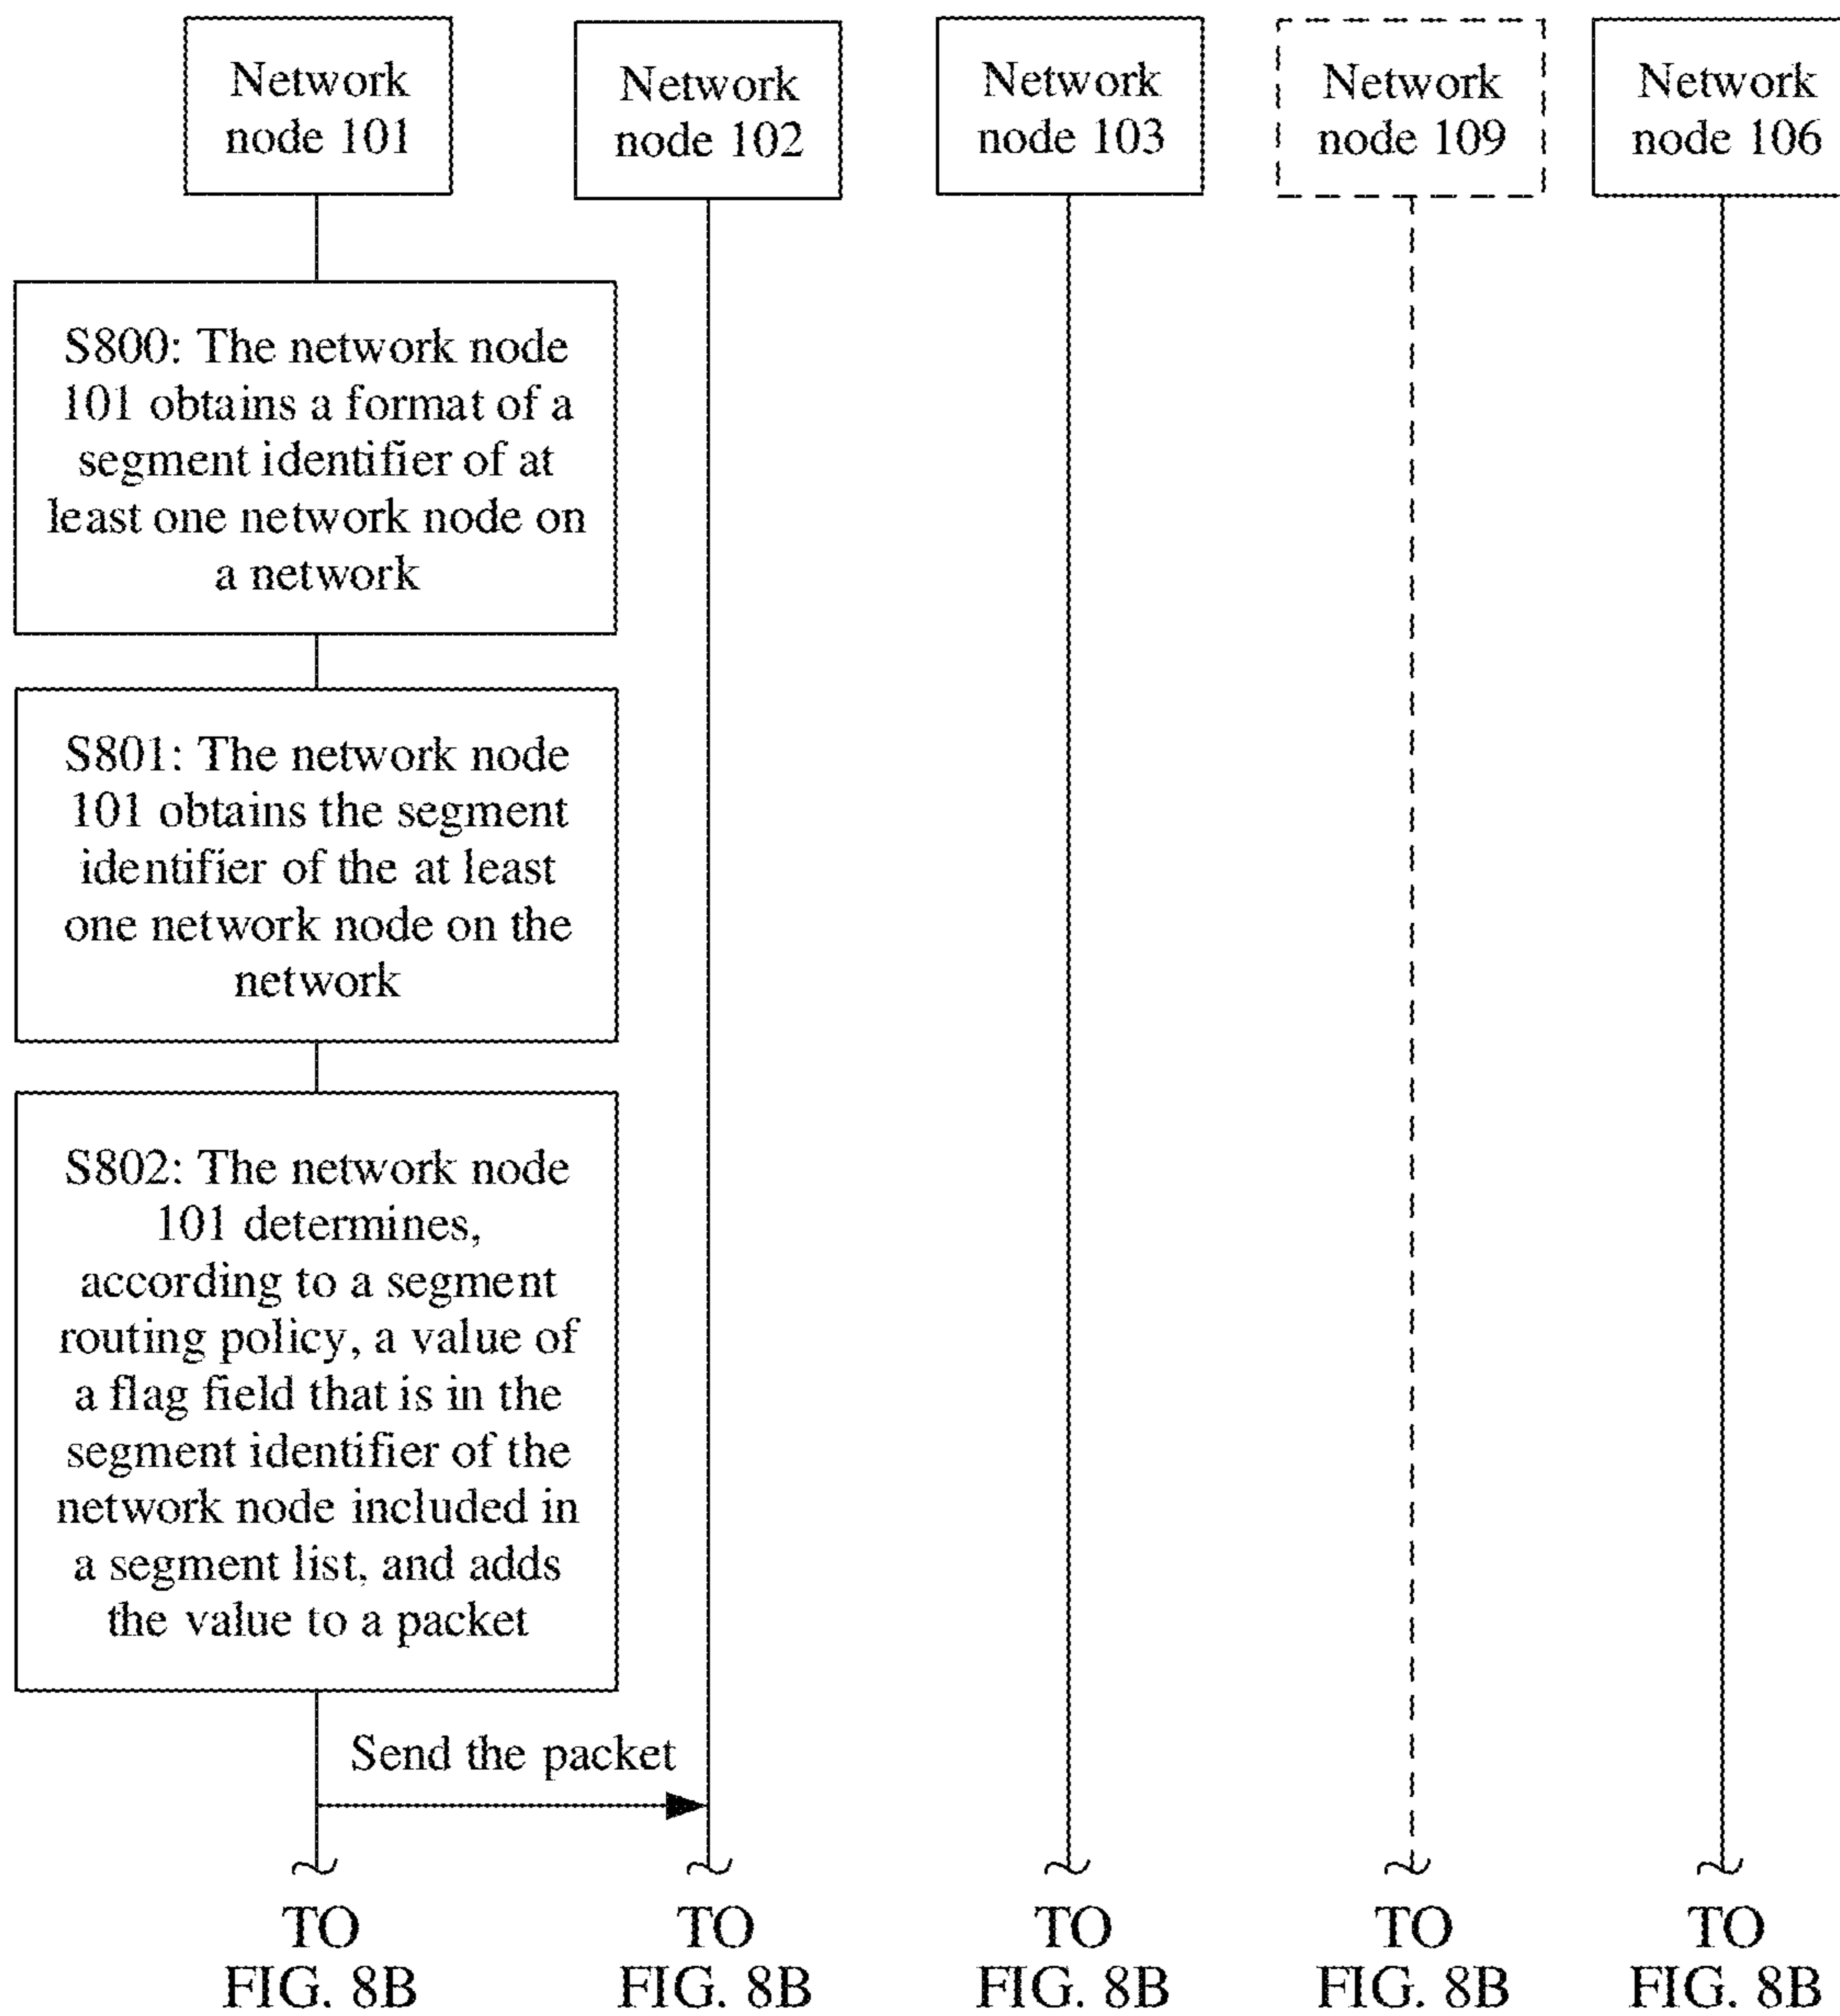 Network
node 101
Network
node 102
Network
node 103
Network
node 109
Network
node 106
S800: The network node
101 obtains a format of a
segment identifier of at
least one network node on
a network
S801: The network node
101 obtains the segment
identifier of the at least
one network node on the
network
S802: The network node
101 determines,
according to a segment
routing policy, a value of
a flag field that is in the
segment identifier of the
network node included in
a segment list, and adds
the value to a packet
Send the packet
TO
FIG. 8B
TO
FIG. 8B
TO
FIG. 8B
TO
FIG. 8B
TO
FIG. 8B